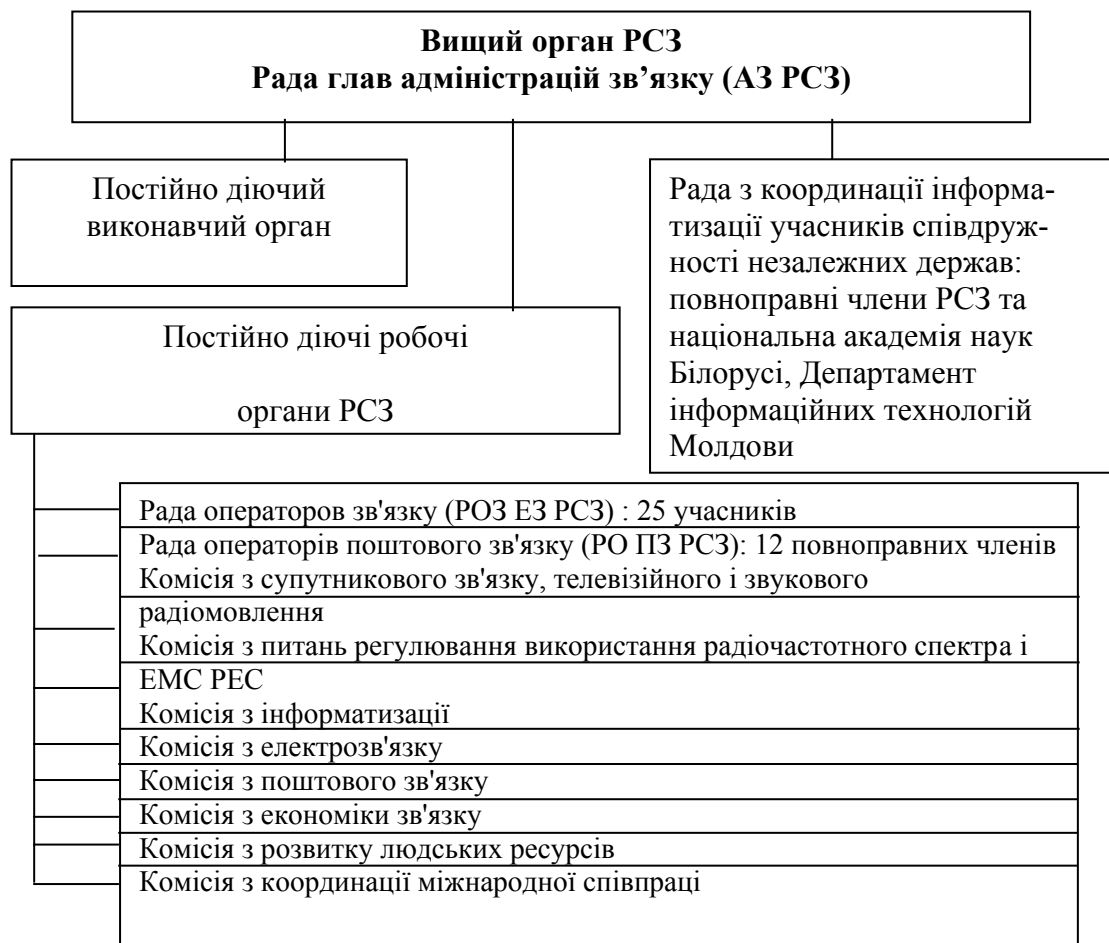 Вищий орган РСЗ
Рада глав адміністрацій зв’язку (АЗ РСЗ)
Постійно діючий
виконавчий орган
Рада з координації інформа-
тизації учасників співдруж-
ності незалежних держав:
повноправні члени РСЗ та
національна академія наук
Білорусі, Департамент
інформаційних технологій
Молдови
Постійно діючі робочі
органи РСЗ
Рада операторов зв'язку (РОЗ ЕЗ РСЗ) : 25 учасників
Рада операторів поштового зв'язку (РО ПЗ РСЗ): 12 повноправних членів
Комісія з супутникового зв'язку, телевізійного і звукового
радіомовлення
Комісія з питань регулювання використання радіочастотного спектра і
ЕМС РЕС
Комісія з інформатизації
Комісія з електрозв'язку
Комісія з поштового зв'язку
Комісія з економіки зв'язку
Комісія з розвитку людських ресурсів
Комісія з координації міжнародної співпраці